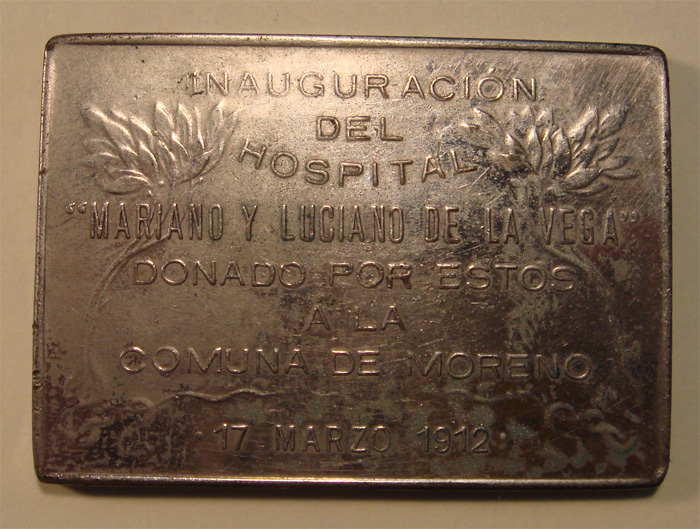 INAUGURACIÓN
DEL
HOSPITAL
“MARIANO Y LUCIANO DE LA VEGA”
DONADO POR ESTOS
A LA
COMUNA DE MORENO
·17 MARZO 1912·